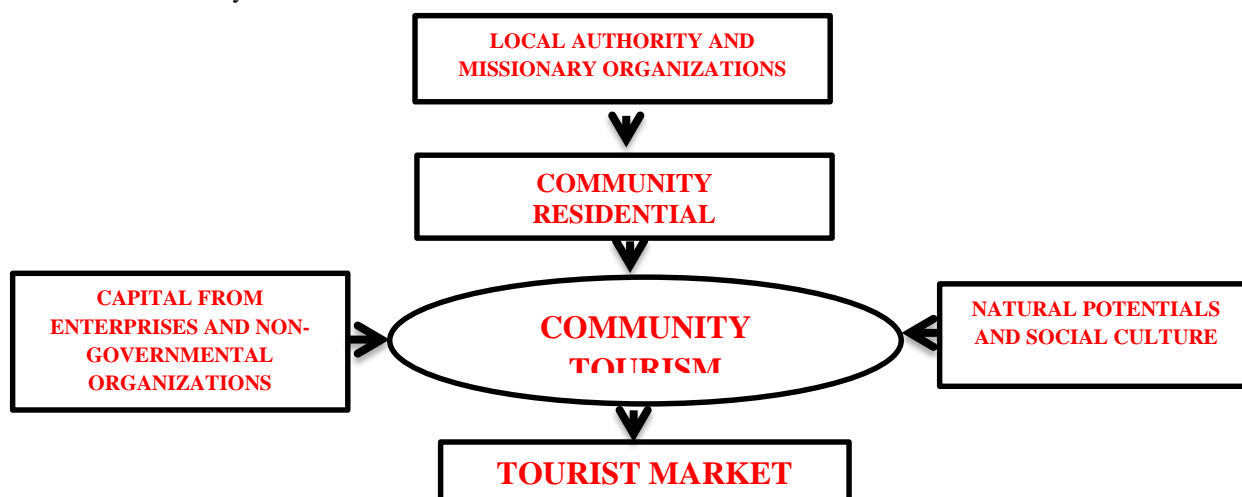 LOCAL AUTHORITY AND
MISSIONARY ORGANIZATIONS
COMMUNITY
RESIDENTIAL
CAPITAL FROM
ENTERPRISES AND NON-
GOVERNMENTAL
ORGANIZATIONS
COMMUNITY
TOURISM
NATURAL POTENTIALS
AND SOCIAL CULTURE
TOURIST MARKET